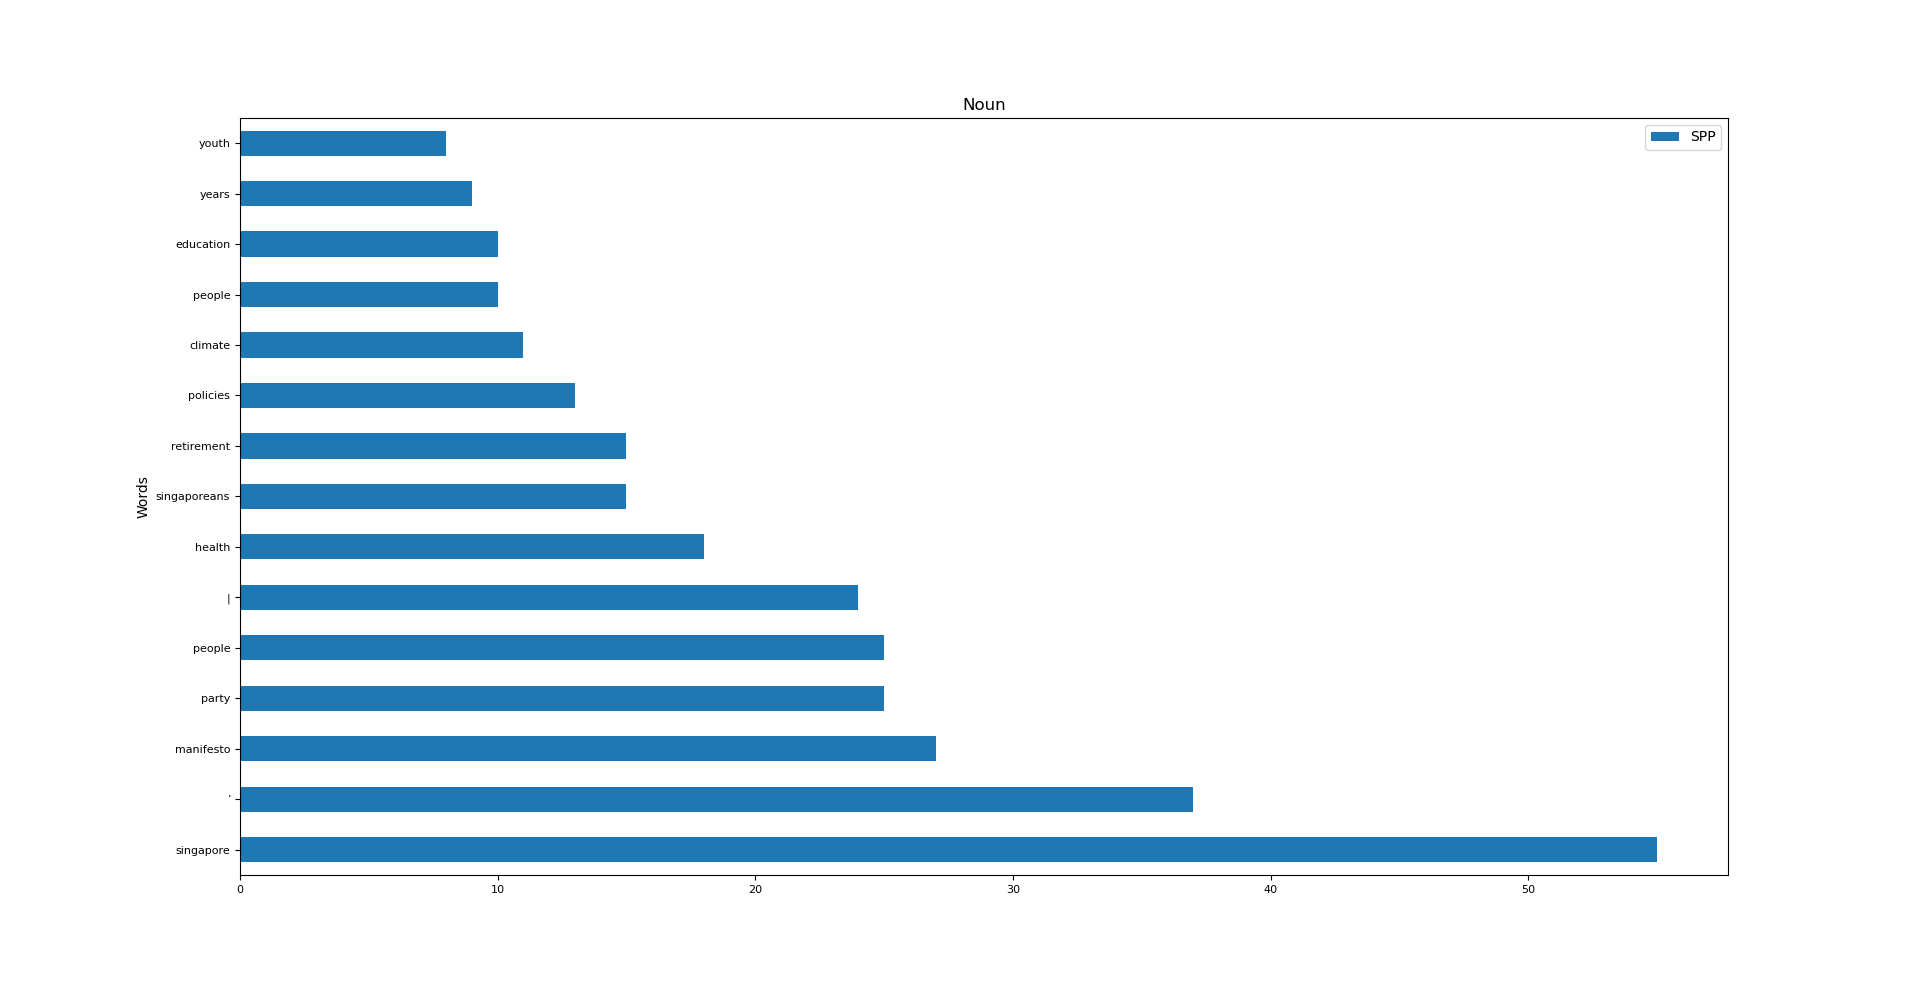 Noun
SPP
Words
youth
years
education
people
climate
policies
retirement
singaporeans
health
|
people
party
manifesto
singapore
0 10 20 30 40 50